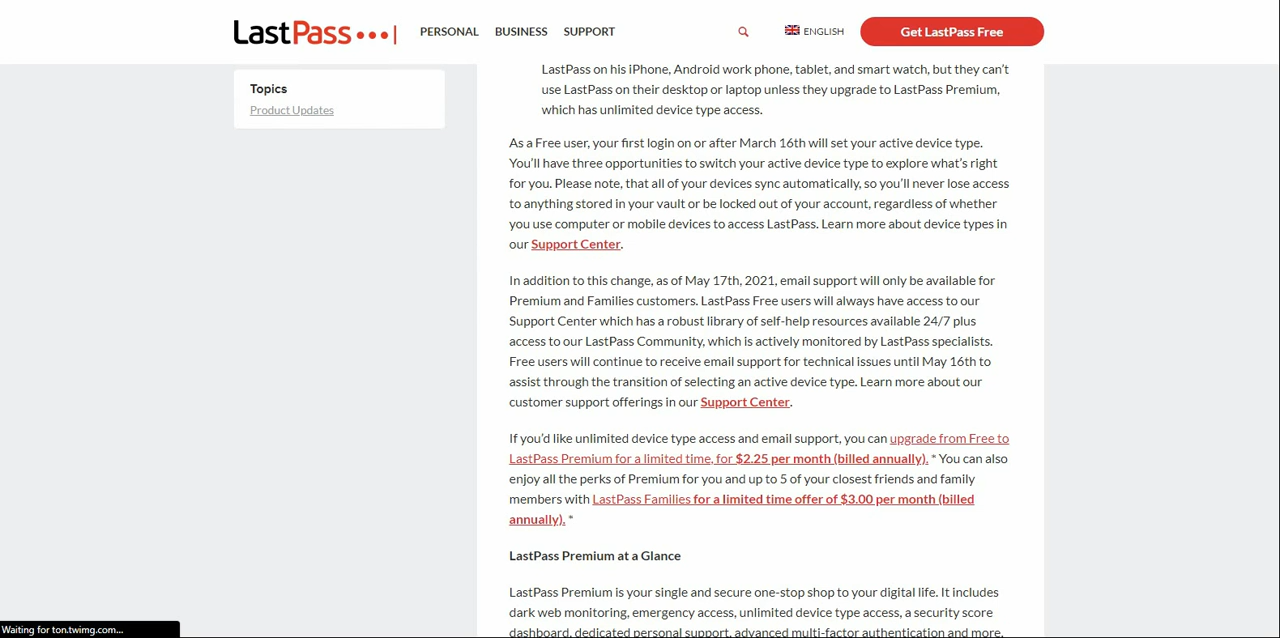 LastPass
PERSONAL BUSINESS SUPPORT
ENGLISH
Get LastPass Free
Topics
Product Updates
LastPass on his iPhone, Android work phone, tablet, and smart watch, but they can’t
use LastPass on their desktop or laptop unless they upgrade to LastPass Premium,
which has unlimited device type access.
As a Free user, your first login on or after March 16th will set your active device type.
You’ll have three opportunities to switch your active device type to explore what’s right
for you. Please note, that all of your devices sync automatically, so you’ll never lose access
to anything stored in your vault or be locked out of your account, regardless of whether
you use computer or mobile devices to access LastPass. Learn more about device types in
our Support Center.
In addition to this change, as of May 17th, 2021, email support will only be available for
Premium and Families customers. LastPass Free users will always have access to our
Support Center which has a robust library of self-help resources available 24/7 plus
access to our LastPass Community, which is actively monitored by LastPass specialists.
Free users will continue to receive email support for technical issues until May 16th to
assist through the transition of selecting an active device type. Learn more about our
customer support offerings in our Support Center.
If you’d like unlimited device type access and email support, you can upgrade from Free to
LastPass Premium for a limited time, for $2.25 per month (billed annually). * You can also
enjoy all the perks of Premium for you and up to 5 of your closest friends and family
members with LastPass Families for a limited time offer of $3.00 per month (billed
annually). *
LastPass Premium at a Glance
LastPass Premium is your single and secure one-stop shop to your digital life. It includes
dark web monitoring, emergency access, unlimited device type access, a security score
dashboard, dedicated personal support, advanced multi-factor authentication and more.
Waiting for ton.twimg.com...